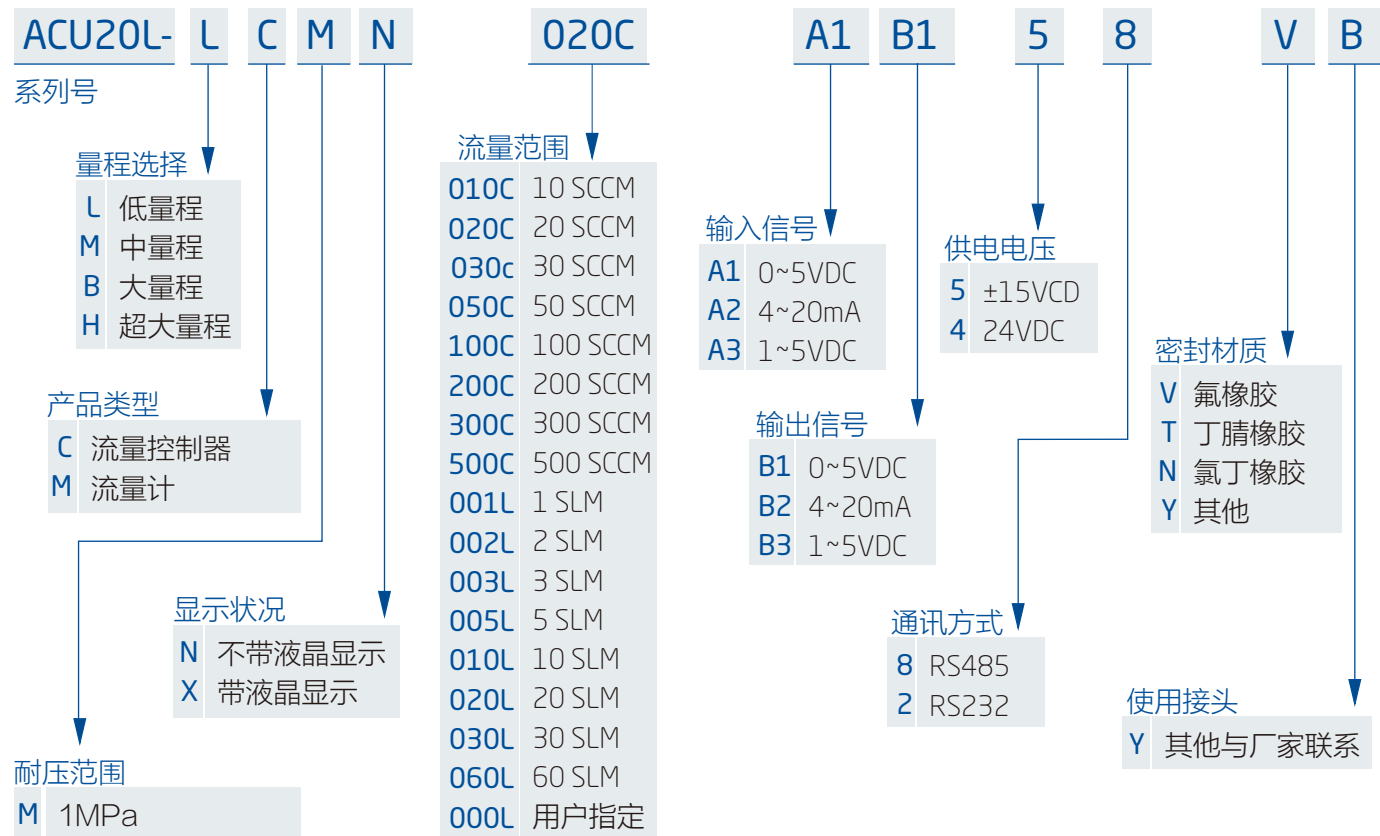 ACU20L- L C M N 020C A1 B1 5 8 V B
系列号
量程选择
L 低量程
M 中量程
B 大量程
H 超大量程
产品类型
C 流量控制器
M 流量计
显示状况
N 不带液晶显示
X 带液晶显示
耐压范围
M 1MPa
流量范围
010C 10 SCCM
020C 20 SCCM
030c 30 SCCM
050C 50 SCCM
100C 100 SCCM
200C 200 SCCM
300C 300 SCCM
500C 500 SCCM
001L 1 SLM
002L 2 SLM
003L 3 SLM
005L 5 SLM
010L 10 SLM
020L 20 SLM
030L 30 SLM
060L 60 SLM
000L 用户指定
输入信号
A1 0~5VDC
A2 4~20mA
A3 1~5VDC
输出信号
B1 0~5VDC
B2 4~20mA
B3 1~5VDC
供电电压
5 ±15VCD
4 24VDC
通讯方式
8 RS485
2 RS232
密封材质
V 氟橡胶
T 丁腈橡胶
N 氯丁橡胶
Y 其他
使用接头
Y 其他与厂家联系